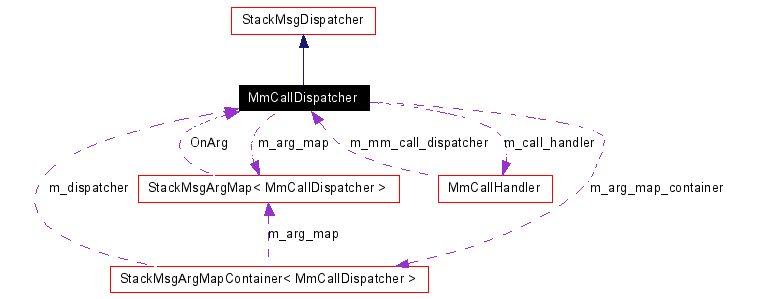 StackMsgDispatcher
MmCallDispatcher
OnArg
m_arg_map
m_mm_call_dispatcher
m_call_handler
m_dispatcher
StackMsgArgMap< MmCallDispatcher >
MmCallHandler
m_arg_map_container
m_arg_map
StackMsgArgMapContainer< MmCallDispatcher >